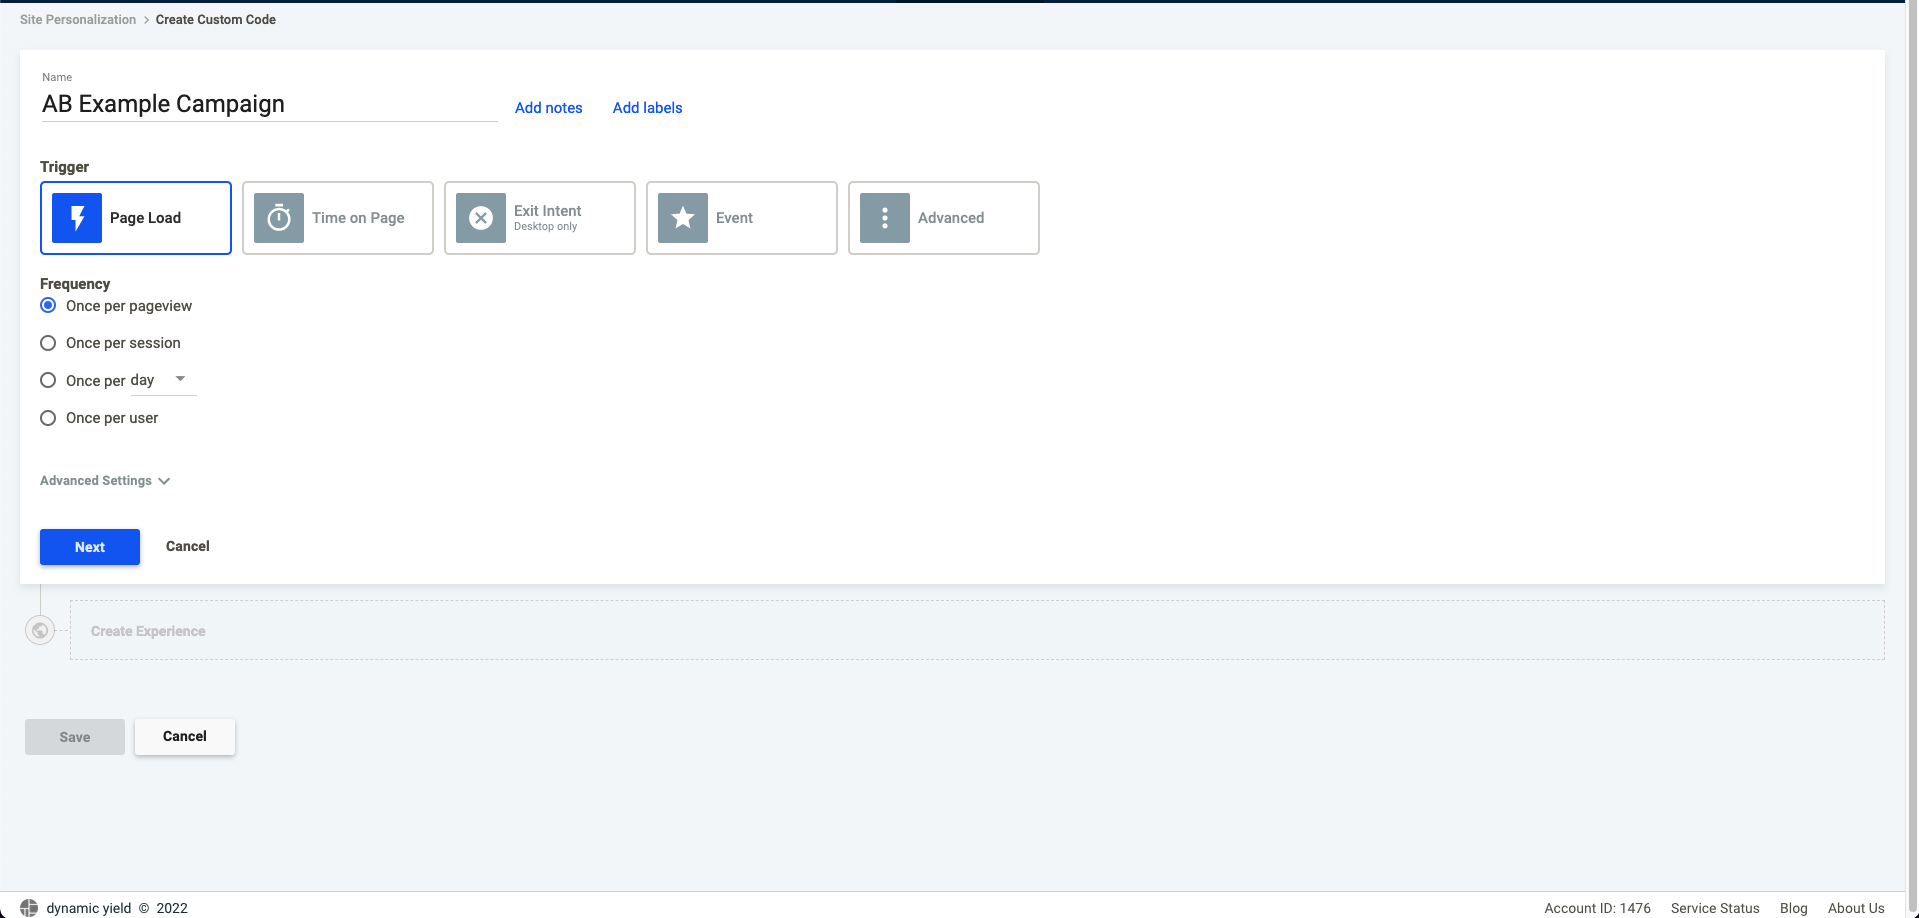 Site Personalization > Create Custom Code
Name
AB Example Campaign
Add notes
Add labels
Trigger
Page Load
Time on Page
Exit Intent
Desktop only
Event
Advanced
Frequency
Once per pageview
Once per session
Once per day
Once per user
Advanced Settings
Next
Cancel
Create Experience
Save
Cancel
dynamic yield © 2022
Account ID: 1476
Service Status
Blog
About Us